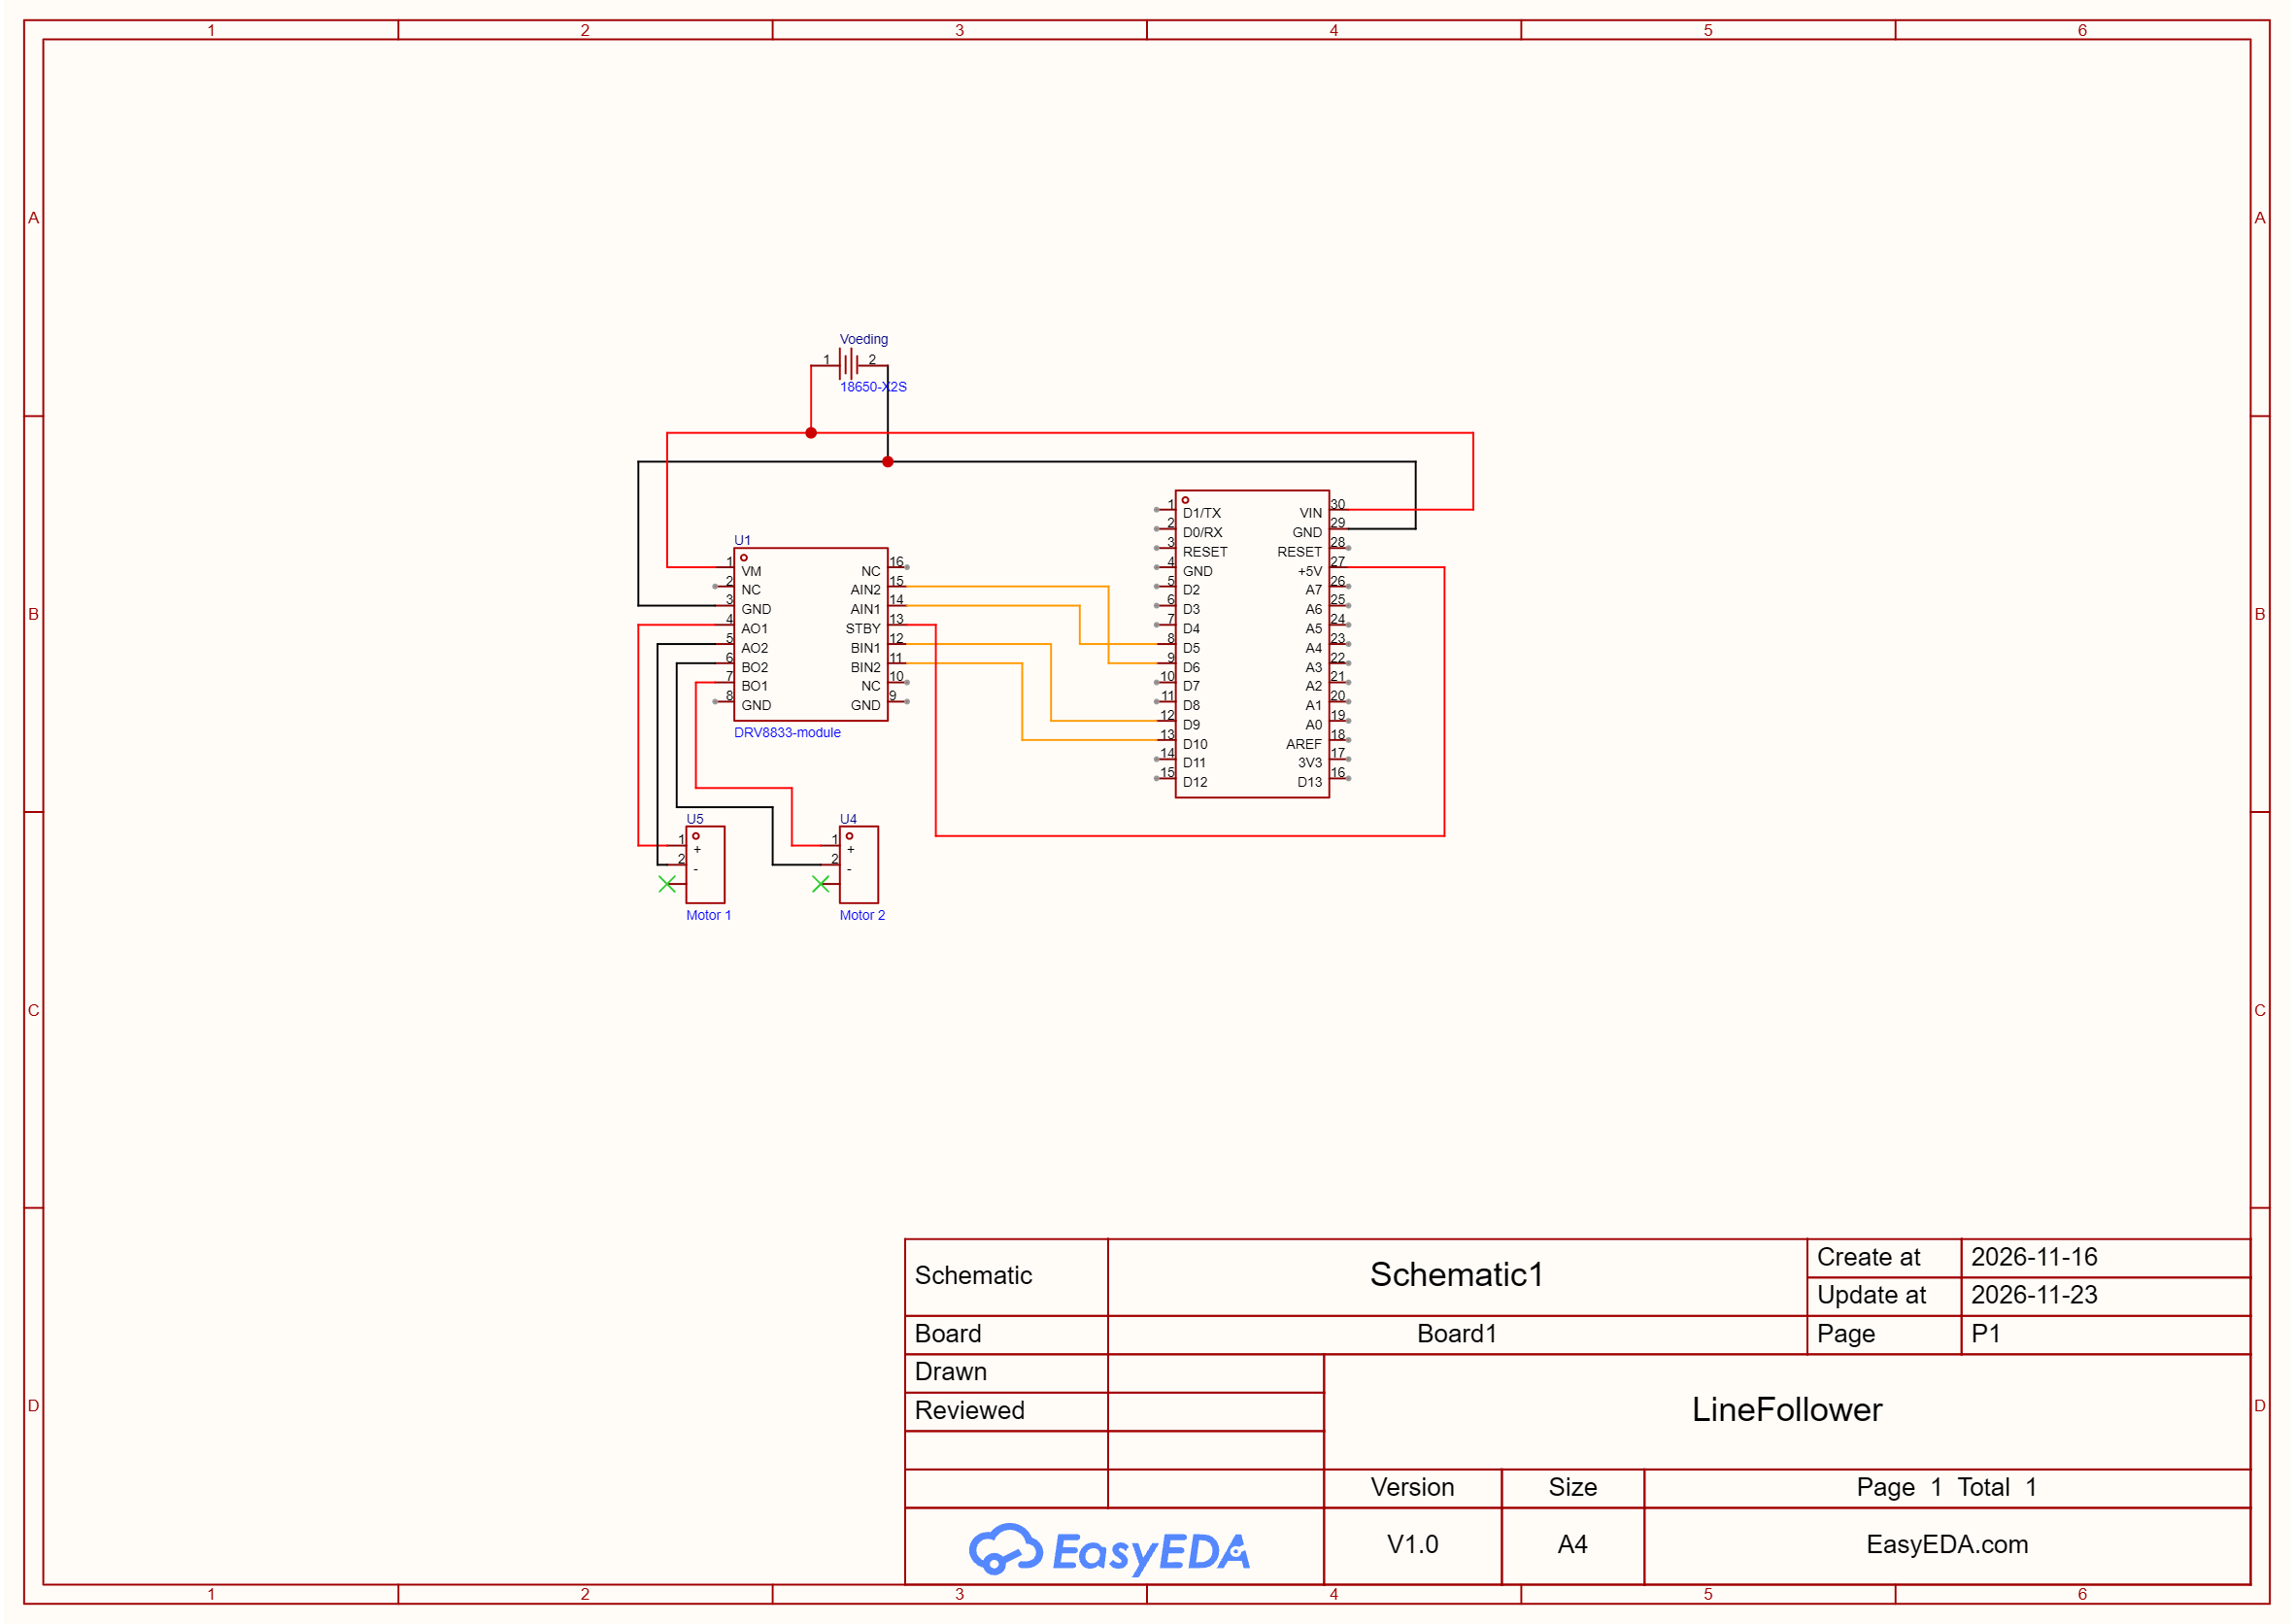 1 2 3 4 5 6
A A
Voeding
1 2
18650-X2S
B B
U1
1 VM NC 16
2 NC AIN2 15
3 GND AIN1 14
4 AO1 STBY 13
5 AO2 BIN1 12
6 BO2 BIN2 11
7 BO1 NC 10
8 GND GND 9
DRV8833-module
1 D1/TX VIN 30
2 D0/RX GND 29
3 RESET RESET 28
4 GND +5V 27
5 D2 A7 26
6 D3 A6 25
7 D4 A5 24
8 D5 A4 23
9 D6 A3 22
10 D7 A2 21
11 D8 A1 20
12 D9 A0 19
13 D10 AREF 18
14 D11 3V3 17
15 D12 D13 16
U5
1 +
2 -
Motor 1
U4
1 +
2 -
Motor 2
C C
Schematic Schematic1
Create at 2026-11-16
Update at 2026-11-23
Board Board1 Page P1
Drawn
Reviewed
LineFollower
D D
Version Size Page 1 Total 1
EasyEDA V1.0 A4 EasyEDA.com
1 2 3 4 5 6